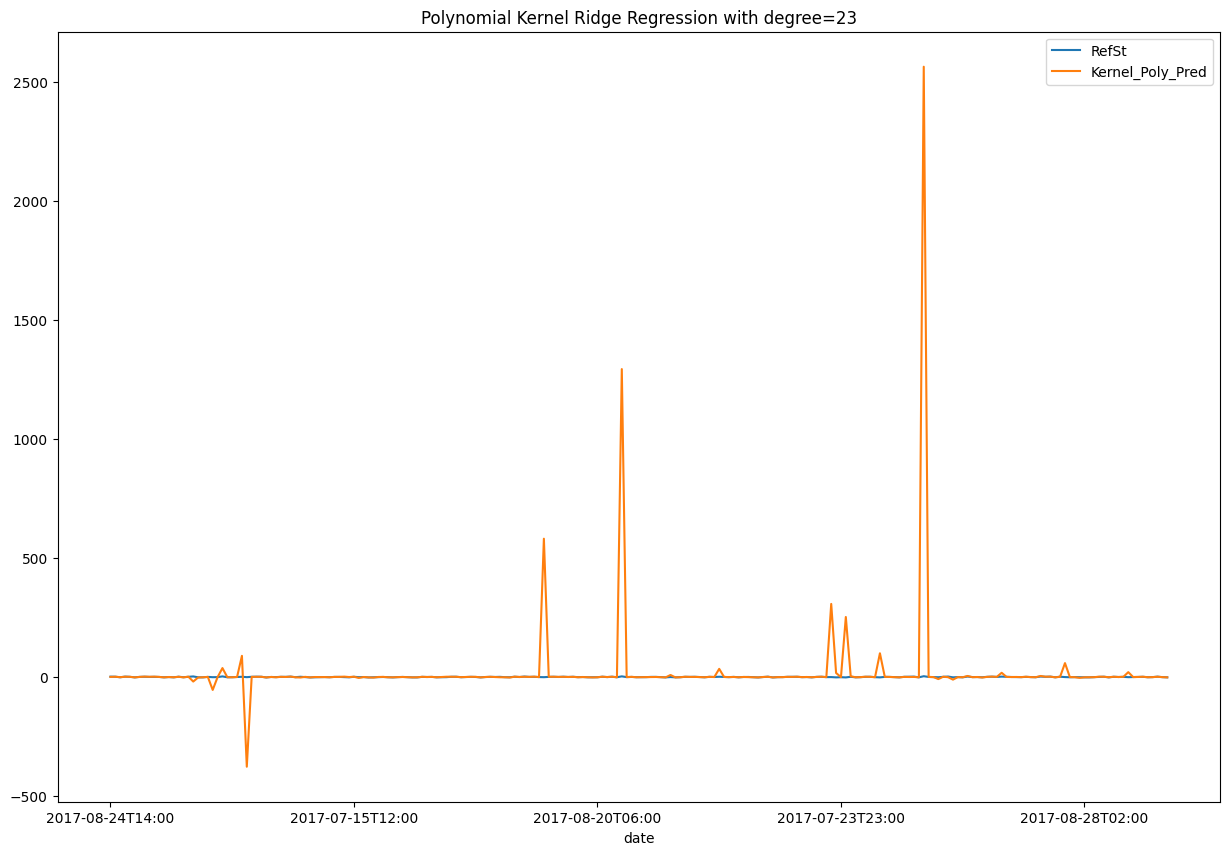 Polynomial Kernel Ridge Regression with degree=23
RefSt
Kernel_Poly_Pred
2500
2000
1500
1000
500
0
−500
2017-08-24T14:00
2017-07-15T12:00
2017-08-20T06:00
2017-07-23T23:00
2017-08-28T02:00
date